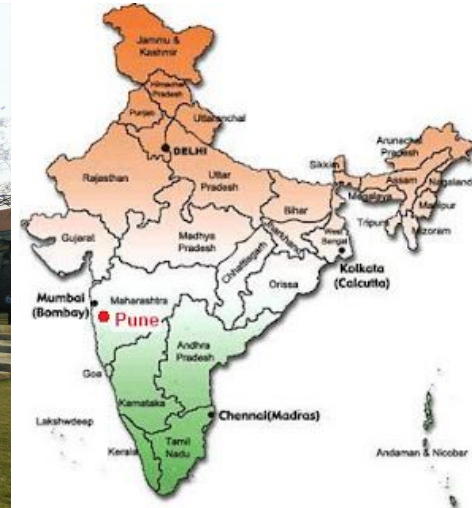 Jammu &
Kashmir
Himachal
Pradesh
Punjab
Uttaranchal
DELHI
Rajasthan
Uttar
Pradesh
Arunachal
Pradesh
Sikkim
Assam
Nagaland
Megalaya
Manipur
Tripura
Mizoram
Bihar
Gujarat
Madhya
Pradesh
Jharkhand
West
Bengal
Chhattisgarh
Kolkata
(Calcutta)
Orissa
Mumbai
(Bombay)
Maharashtra
Pune
Andhra
Pradesh
Goa
Karnataka
Chennai(Madras)
Lakshwdeep
Kerala
Tamil
Nadu
Andaman & Nicobar